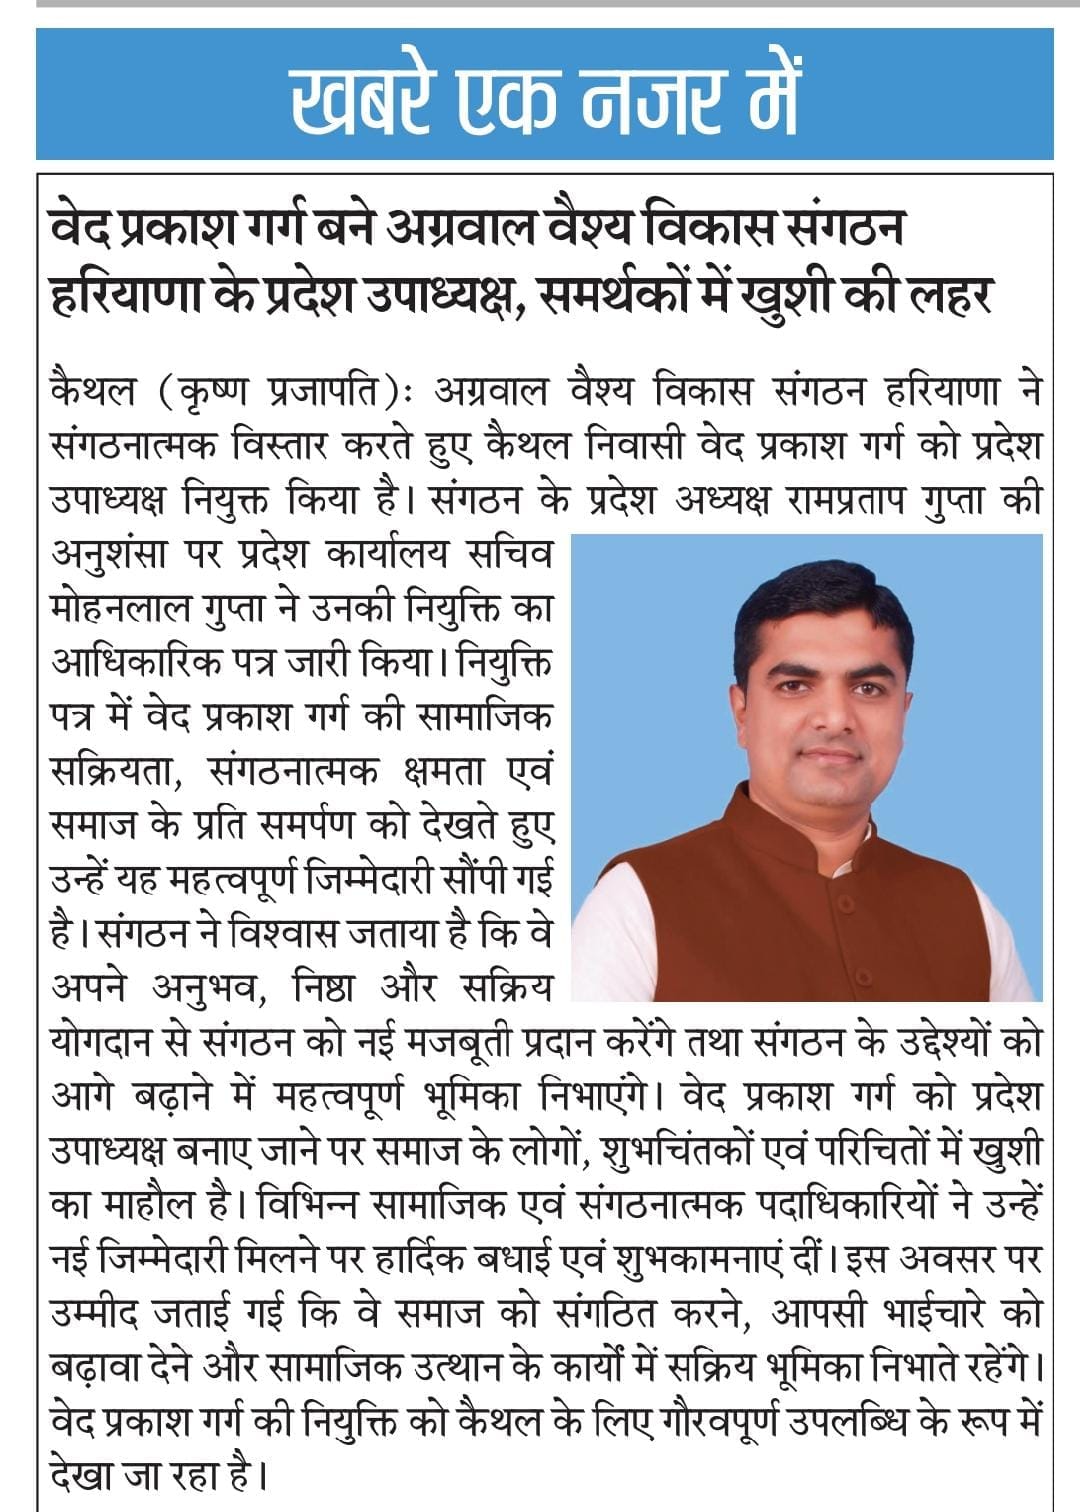 खबरे एक नजर में
वेद प्रकाश गर्ग बने अग्रवाल वैश्य विकास संगठन
हरियाणा के प्रदेश उपाध्यक्ष, समर्थकों में खुशी की लहर
कैथल (कृष्ण प्रजापति): अग्रवाल वैश्य विकास संगठन हरियाणा ने
संगठनात्मक विस्तार करते हुए कैथल निवासी वेद प्रकाश गर्ग को प्रदेश
उपाध्यक्ष नियुक्त किया है। संगठन के प्रदेश अध्यक्ष रामप्रताप गुप्ता की
अनुशंसा पर प्रदेश कार्यालय सचिव
मोहनलाल गुप्ता ने उनकी नियुक्ति का
आधिकारिक पत्र जारी किया। नियुक्ति
पत्र में वेद प्रकाश गर्ग की सामाजिक
सक्रियता, संगठनात्मक क्षमता एवं
समाज के प्रति समर्पण को देखते हुए
उन्हें यह महत्वपूर्ण जिम्मेदारी सौंपी गई
है। संगठन ने विश्वास जताया है कि वे
अपने अनुभव, निष्ठा और सक्रिय
योगदान से संगठन को नई मजबूती प्रदान करेंगे तथा संगठन के उद्देश्यों को
आगे बढ़ाने में महत्वपूर्ण भूमिका निभाएंगे। वेद प्रकाश गर्ग को प्रदेश
उपाध्यक्ष बनाए जाने पर समाज के लोगों, शुभचिंतकों एवं परिचितों में खुशी
का माहौल है। विभिन्न सामाजिक एवं संगठनात्मक पदाधिकारियों ने उन्हें
नई जिम्मेदारी मिलने पर हार्दिक बधाई एवं शुभकामनाएं दीं। इस अवसर पर
उम्मीद जताई गई कि वे समाज को संगठित करने, आपसी भाईचारे को
बढ़ावा देने और सामाजिक उत्थान के कार्यों में सक्रिय भूमिका निभाते रहेंगे।
वेद प्रकाश गर्ग की नियुक्ति को कैथल के लिए गौरवपूर्ण उपलब्धि के रूप में
देखा जा रहा है।